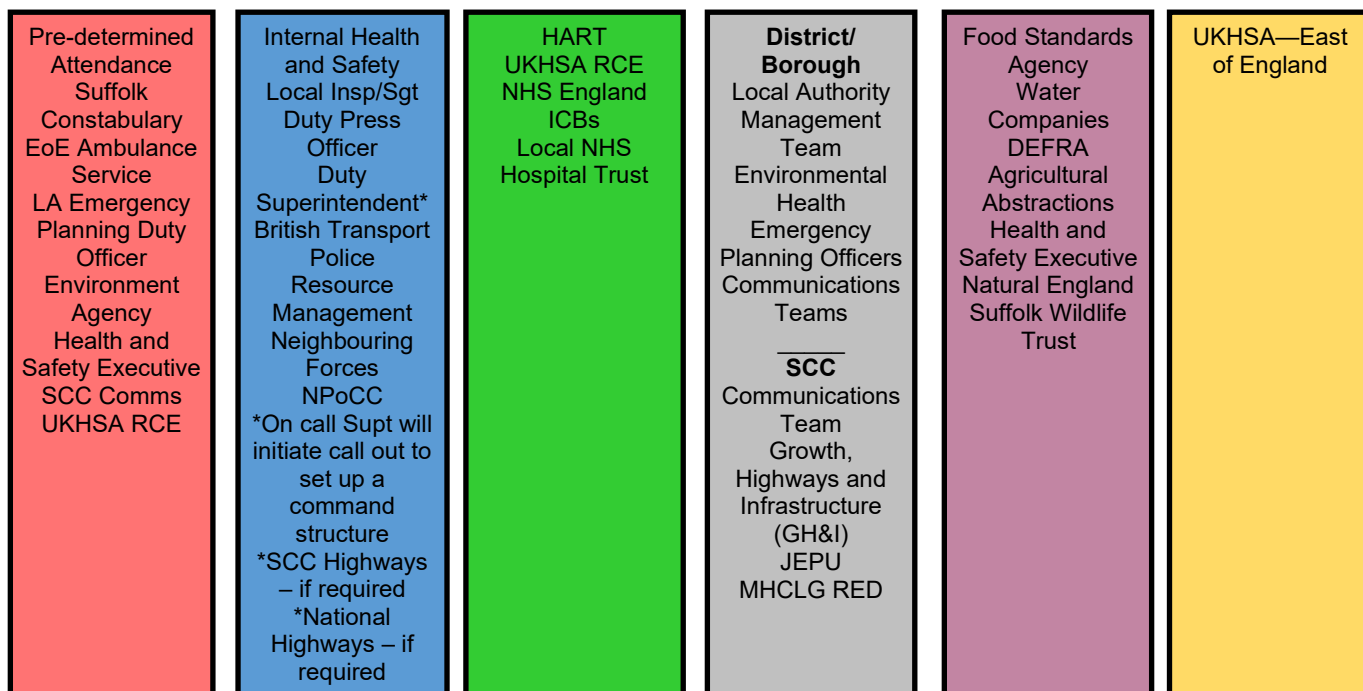 Pre-determined
Attendance
Suffolk
Constabulary
EoE Ambulance
Service
LA Emergency
Planning Duty
Officer
Environment
Agency
Health and
Safety Executive
SCC Comms
UKHSA RCE
Internal Health
and Safety
Local Insp/Sgt
Duty Press
Officer
Duty
Superintendent*
British Transport
Police
Resource
Management
Neighbouring
Forces
NPoCC
*On call Supt will
initiate call out to
set up a
command
structure
*SCC Highways
– if required
*National
Highways – if
required
HART
UKHSA RCE
NHS England
ICBs
Local NHS
Hospital Trust
District/
Borough
Local Authority
Management
Team
Environmental
Health
Emergency
Planning Officers
Communications
Teams
_____
SCC
Communications
Team
Growth,
Highways and
Infrastructure
(GH&I)
JEPU
MHCLG RED
Food Standards
Agency
Water
Companies
DEFRA
Agricultural
Abstractions
Health and
Safety Executive
Natural England
Suffolk Wildlife
Trust
UKHSA—East
of England